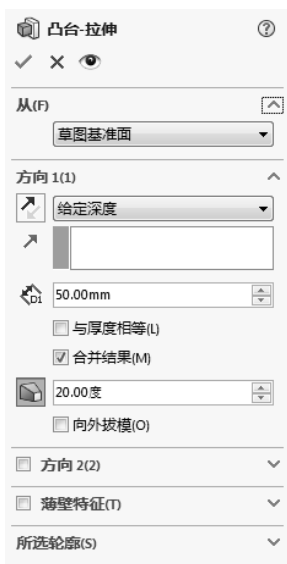 凸台-拉伸
从(F)
草图基准面
方向 1(1)
给定深度
D1 50.00mm
与厚度相等(L)
合并结果(M)
20.00度
向外拔模(O)
方向 2(2)
薄壁特征(T)
所选轮廓(S)